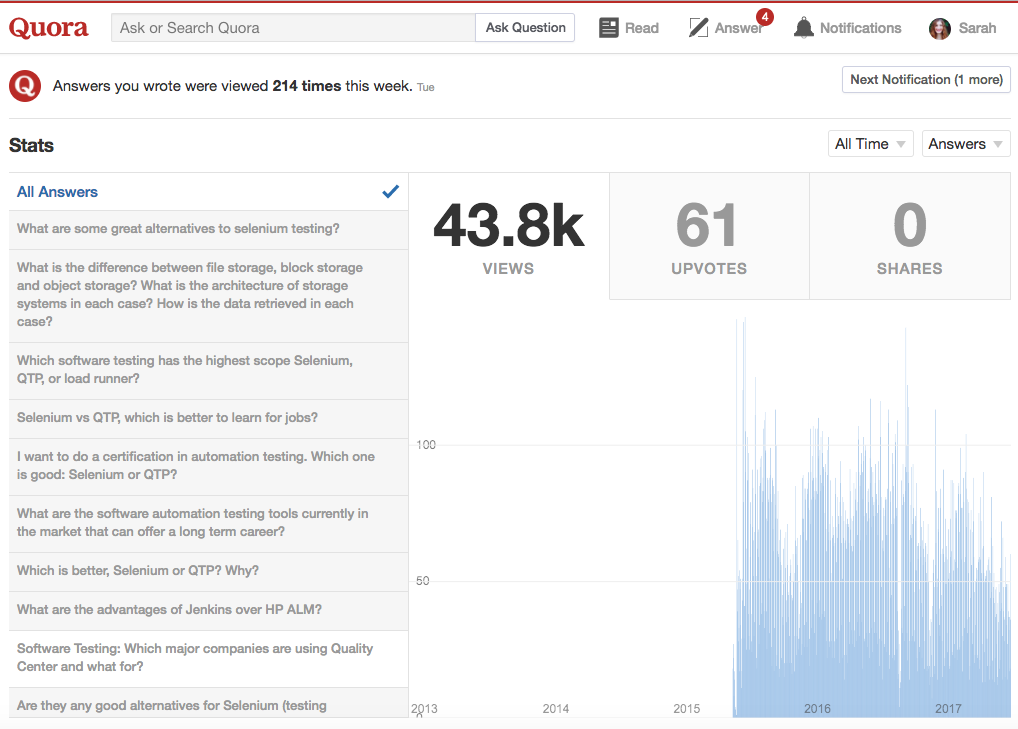 Quora
Ask or Search Quora
Ask Question
Read
Answer
4
Notifications
Sarah
Answers you wrote were viewed 214 times this week. Tue
Next Notification (1 more)
Stats
All Time
Answers
All Answers
What are some great alternatives to selenium testing?
What is the difference between file storage, block storage
and object storage? What is the architecture of storage
systems in each case? How is the data retrieved in each
case?
Which software testing has the highest scope Selenium,
QTP, or load runner?
Selenium vs QTP, which is better to learn for jobs?
I want to do a certification in automation testing. Which one
is good: Selenium or QTP?
What are the software automation testing tools currently in
the market that can offer a long term career?
Which is better, Selenium or QTP? Why?
What are the advantages of Jenkins over HP ALM?
Software Testing: Which major companies are using Quality
Center and what for?
Are they any good alternatives for Selenium (testing
43.8k
VIEWS
61
UPVOTES
0
SHARES
100
50
0
2013
2014
2015
2016
2017